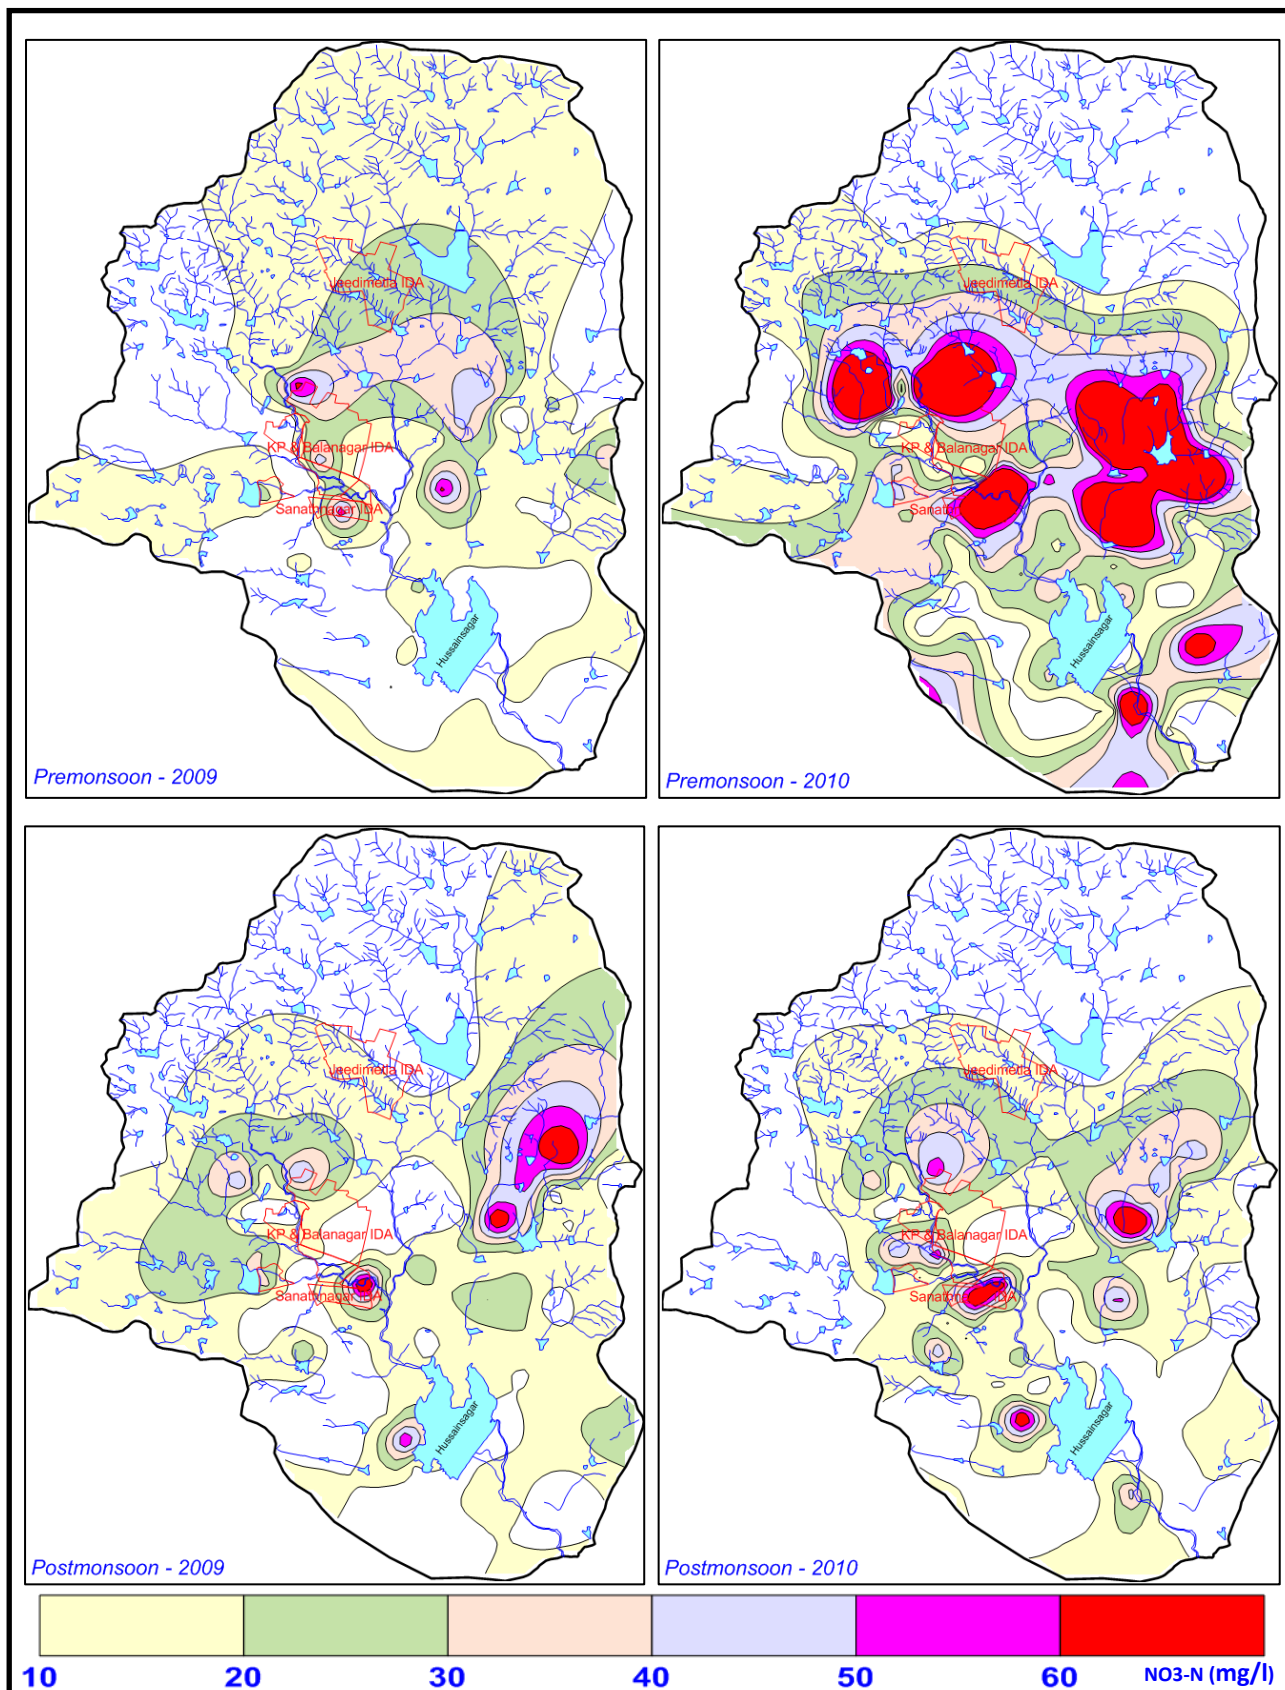 Jeedimetla IDA
KP & Balanagar IDA
Sanathnagar IDA
Hussainsagar
Premonsoon - 2009
Jeedimetla IDA
KP & Balanagar IDA
Sanath
Hussainsagar
Premonsoon - 2010
Jeedimetla IDA
KP & Balanagar IDA
Sanathnagar IDA
Hussainsagar
Postmonsoon - 2009
Jeedimetla IDA
KP & Balanagar IDA
Hussainsagar
Postmonsoon - 2010
10 20 30 40 50 60 NO3-N (mg/l)